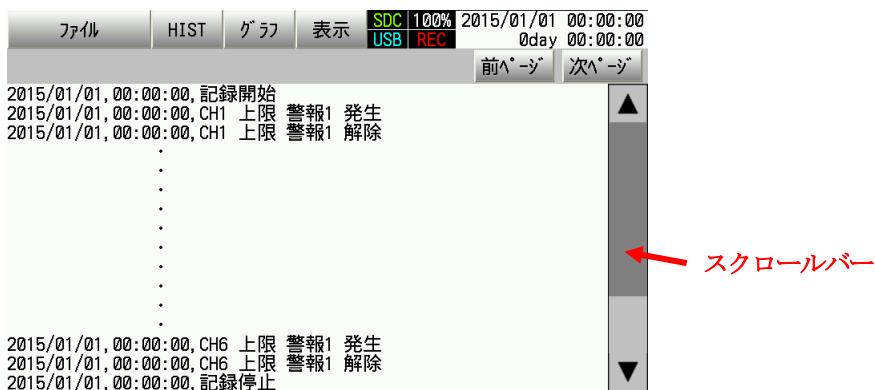 ﾌｧｲﾙ HIST ｸﾞﾗﾌ 表示 SDC 100% 2015/01/01 00:00:00
USB REC 0day 00:00:00
前ﾍﾟｰｼﾞ 次ﾍﾟｰｼﾞ
2015/01/01,00:00:00,記録開始
2015/01/01,00:00:00,CH1 上限 警報1 発生
2015/01/01,00:00:00,CH1 上限 警報1 解除
スクロールバー
2015/01/01,00:00:00,CH6 上限 警報1 発生
2015/01/01,00:00:00,CH6 上限 警報1 解除
2015/01/01,00:00:00,記録停止